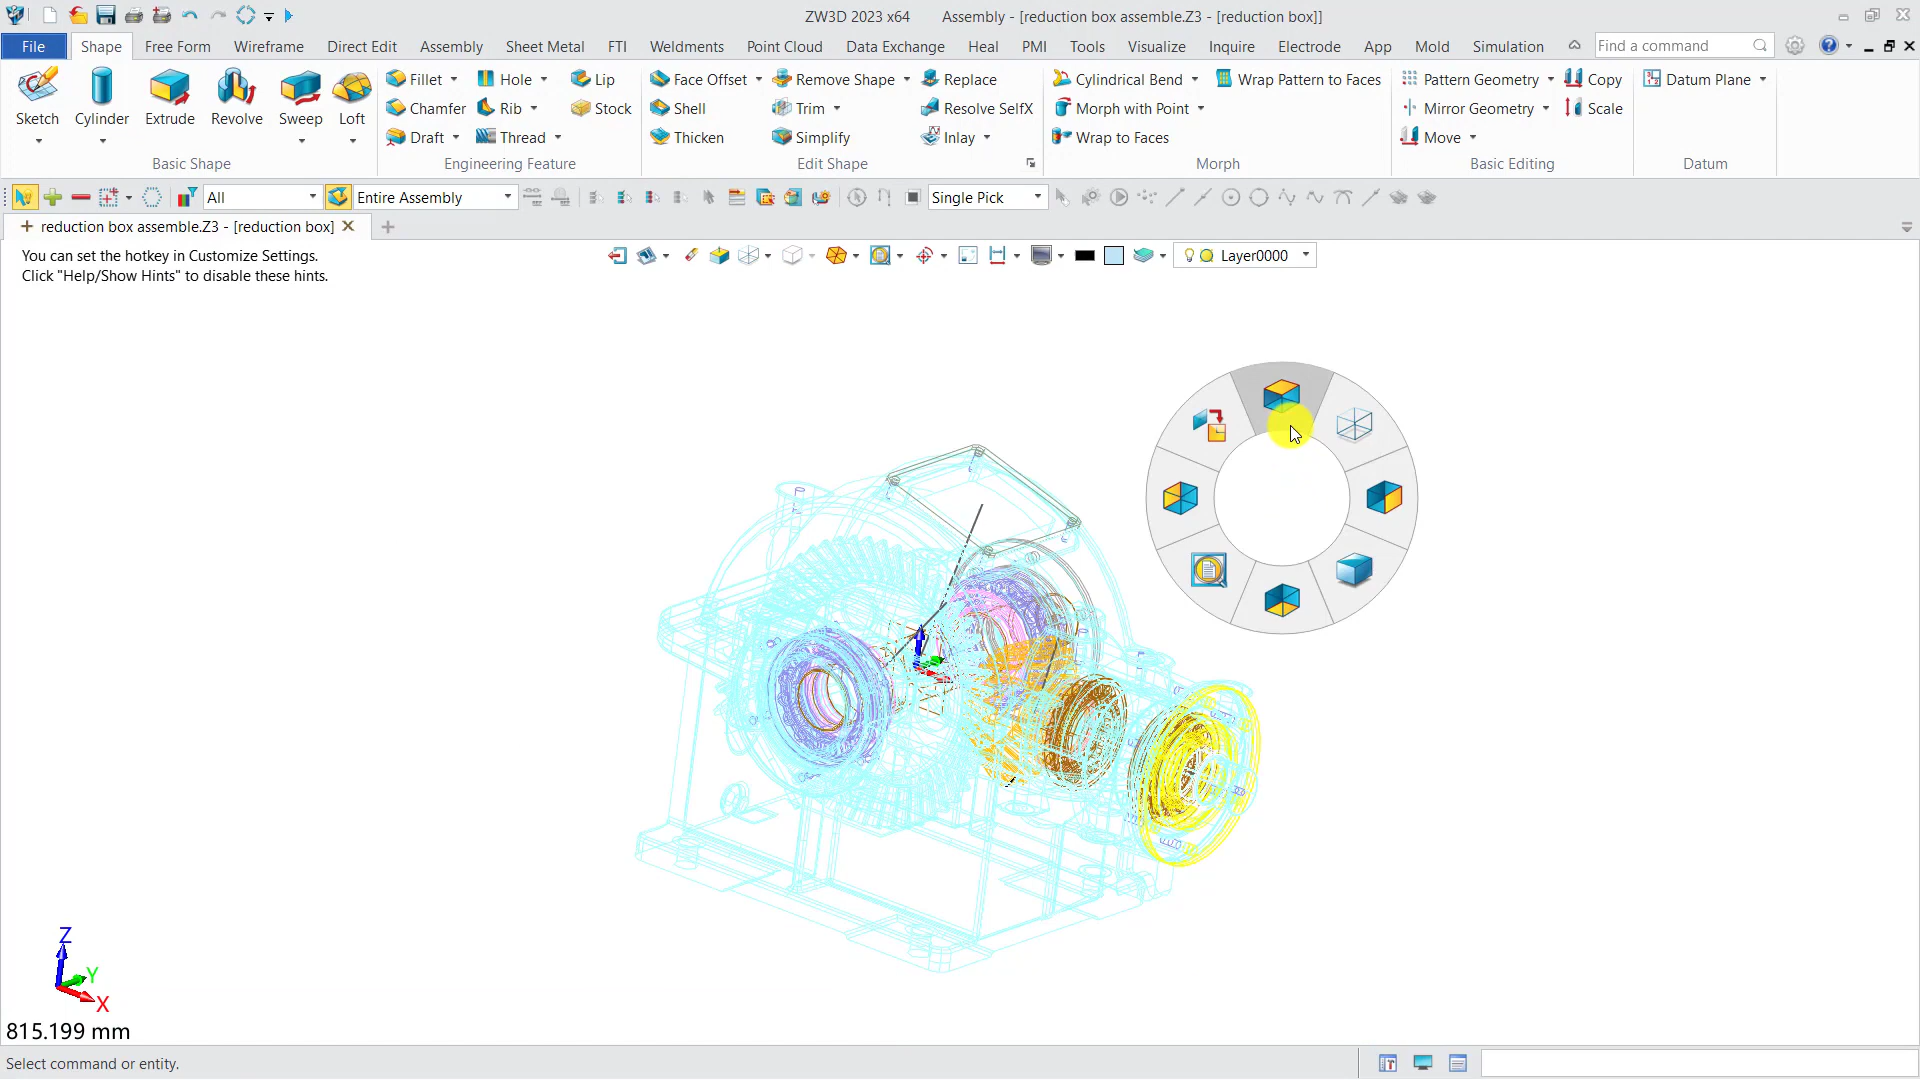 ZW3D 2023 x64 Assembly - [reduction box assemble.Z3 - [reduction box]]
File Shape Free Form Wireframe Direct Edit Assembly Sheet Metal FTI Weldments Point Cloud Data Exchange Heal PMI Tools Visualize Inquire Electrode App Mold Simulation Find a command
Fillet Hole Lip Face Offset Remove Shape Replace Cylindrical Bend Wrap Pattern to Faces Pattern Geometry Copy Datum Plane
Sketch Cylinder Extrude Revolve Sweep Loft Chamfer Rib Stock Shell Trim Resolve SelfX Morph with Point Mirror Geometry Scale
Draft Thread Thicken Simplify Inlay Wrap to Faces Move
Basic Shape Engineering Feature Edit Shape Morph Basic Editing Datum
All Entire Assembly Single Pick
reduction box assemble.Z3 - [reduction box]
You can set the hotkey in Customize Settings.
Click "Help/Show Hints" to disable these hints.
Layer0000
Z
Y
X
815.199 mm
Select command or entity.